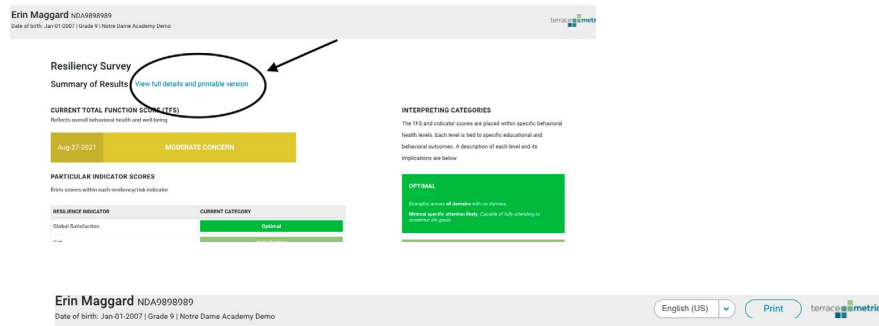 Erin Maggard NDA9898989
Date of birth: Jan-01-2007 | Grade 9 | Notre Dame Academy Demo
terrace metri
Resiliency Survey
Summary of Results View full details and printable version
CURRENT TOTAL FUNCTION SCORE (TFS)
Reflects overall behavioral health and well-being
Aug-27-2021 MODERATE CONCERN
PARTICULAR INDICATOR SCORES
Erin's scores within each resiliency/risk indicator
RESILIENCE INDICATOR CURRENT CATEGORY
Global Satisfaction Optimal
INTERPRETING CATEGORIES
The TFS and indicator scores are placed within specific behavioral
health levels. Each level is tied to specific educational and
behavioral outcomes. A description of each level and its
implications are below
OPTIMAL
Strengths across all domains with no distress.
Minimal specific attention likely. Capable of fully attending to
academic life goals
Erin Maggard NDA9898989
Date of birth: Jan-01-2007 | Grade 9 | Notre Dame Academy Demo
English (US)
Print
terrace metric